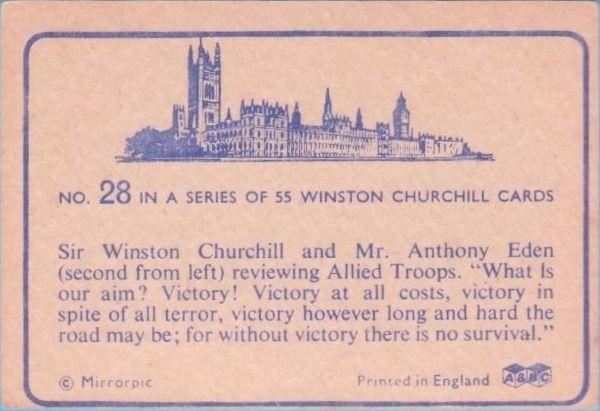 NO. 28 IN A SERIES OF 55 WINSTON CHURCHILL CARDS
Sir Winston Churchill and Mr. Anthony Eden
(second from left) reviewing Allied Troops. “What is
our aim? Victory! Victory at all costs, victory in
spite of all terror, victory however long and hard the
road may be; for without victory there is no survival.”
© Mirrorpic Printed in England A&BC